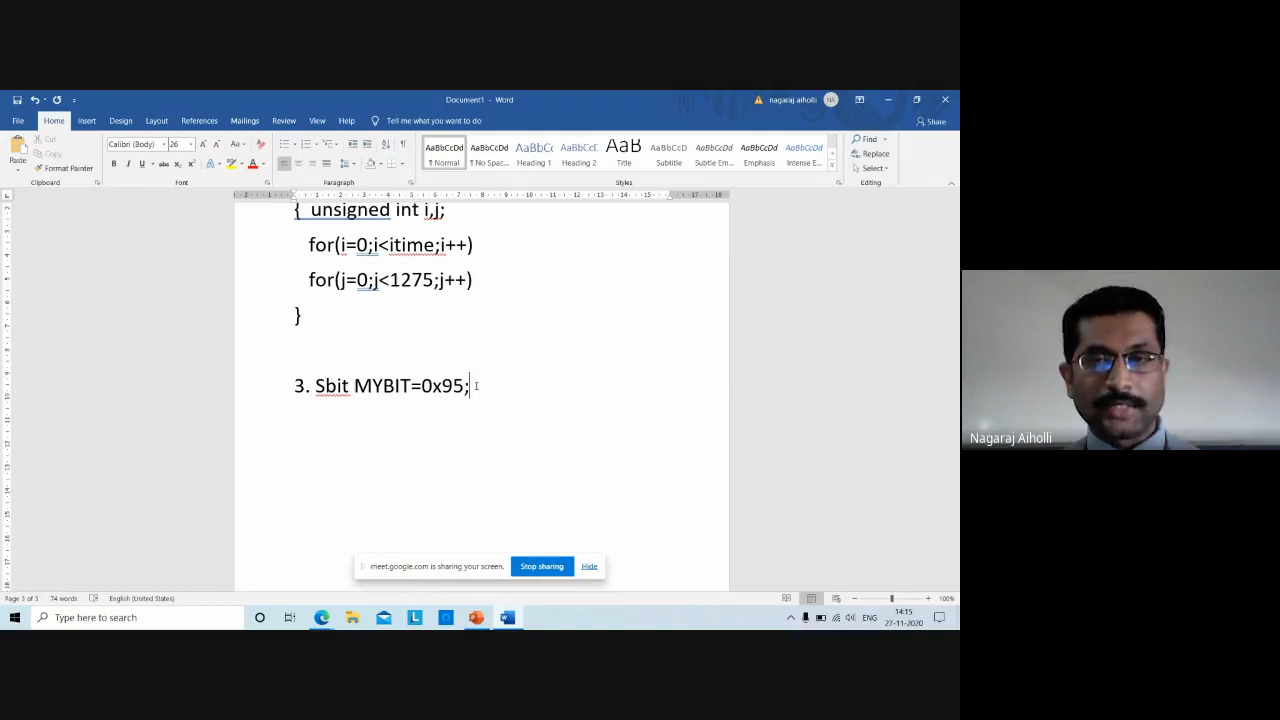 Document1 - Word
nagaraj aiholli NA
File Home Insert Design Layout References Mailings Review View Help Tell me what you want to do Share
Paste
Cut
Copy
Format Painter
Clipboard
Calibri (Body) 26
Font
Paragraph
AaBbCcDd AaBbCcDd AaBbCc AaBbCcD AaB AaBbCcD AaBbCcDd AaBbCcDd AaBbCcDd
¶ Normal ¶ No Spac... Heading 1 Heading 2 Title Subtitle Subtle Em... Emphasis Intense E...
Styles
Find
Replace
Select
Editing
{ unsigned int i,j;
for(i=0;i<itime;i++)
for(j=0;j<1275;j++)
}
3. Sbit MYBIT=0x95;
Nagaraj Aiholli
meet.google.com is sharing your screen. Stop sharing Hide
Page 3 of 3 74 words English (United States) 100%
Type here to search
ENG
14:15
27-11-2020